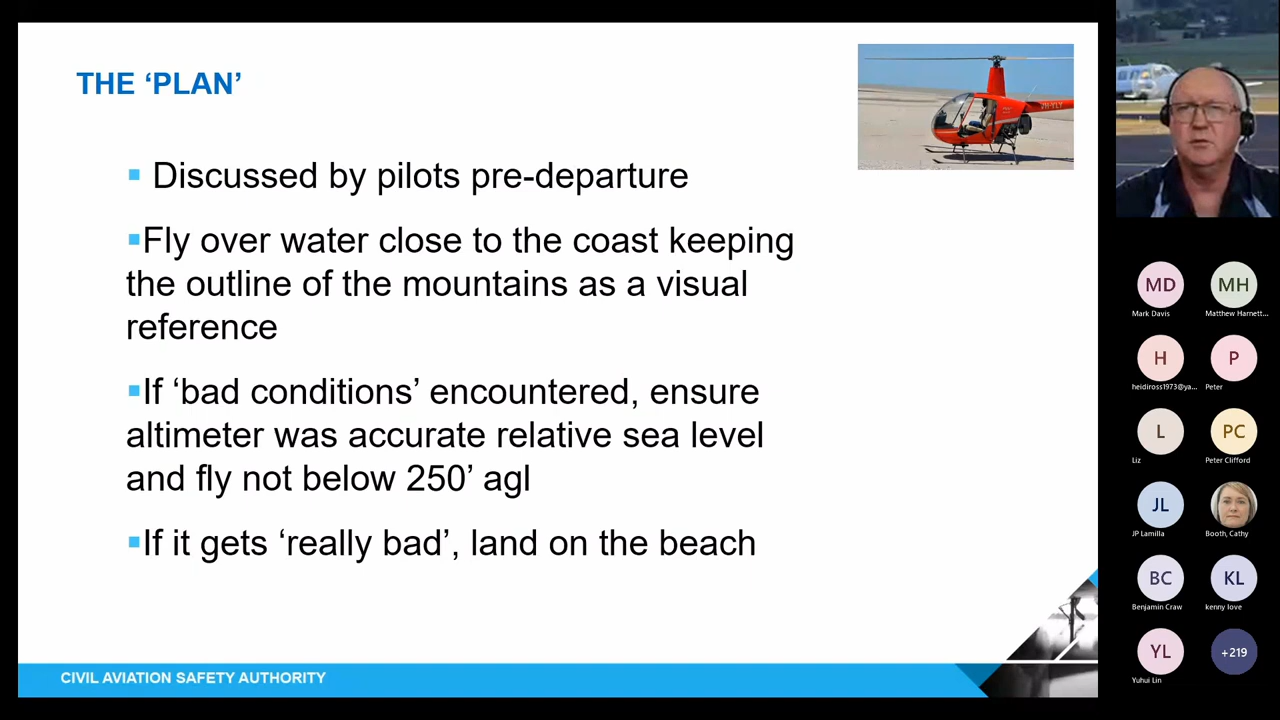 THE ‘PLAN’
▪ Discussed by pilots pre-departure
▪Fly over water close to the coast keeping
the outline of the mountains as a visual
reference
▪If ‘bad conditions’ encountered, ensure
altimeter was accurate relative sea level
and fly not below 250’ agl
▪If it gets ‘really bad’, land on the beach
CIVIL AVIATION SAFETY AUTHORITY
MD MH
Mark Davis Matthew Harnett...
H P
heidiross1973@ya... Peter
L PC
Liz Peter Clifford
JL
JP Lamilla Booth, Cathy
BC KL
Benjamin Craw kenny love
YL +219
Yuhui Lin